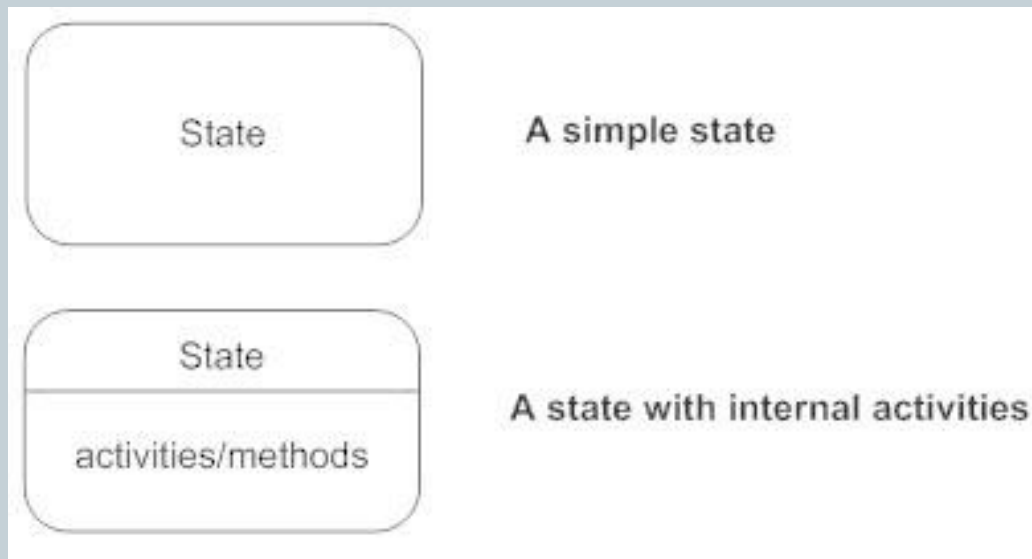 State
A simple state
State
activities/methods
A state with internal activities